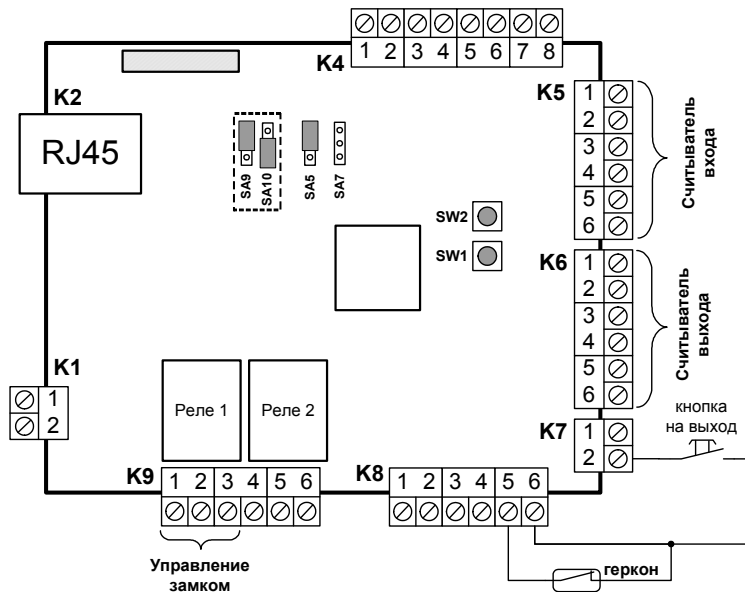 K4
1 2 3 4 5 6 7 8
K2
RJ45
SA9
SA10
SA5
SA7
SW2
SW1
K5
1
2
3
4
5
6
Считыватель
входа
K6
1
2
3
4
5
6
Считыватель
выхода
K1
1
2
Реле 1
Реле 2
K7
1
2
кнопка
на выход
K9
1 2 3 4 5 6
K8
1 2 3 4 5 6
Управление
замком
геркон